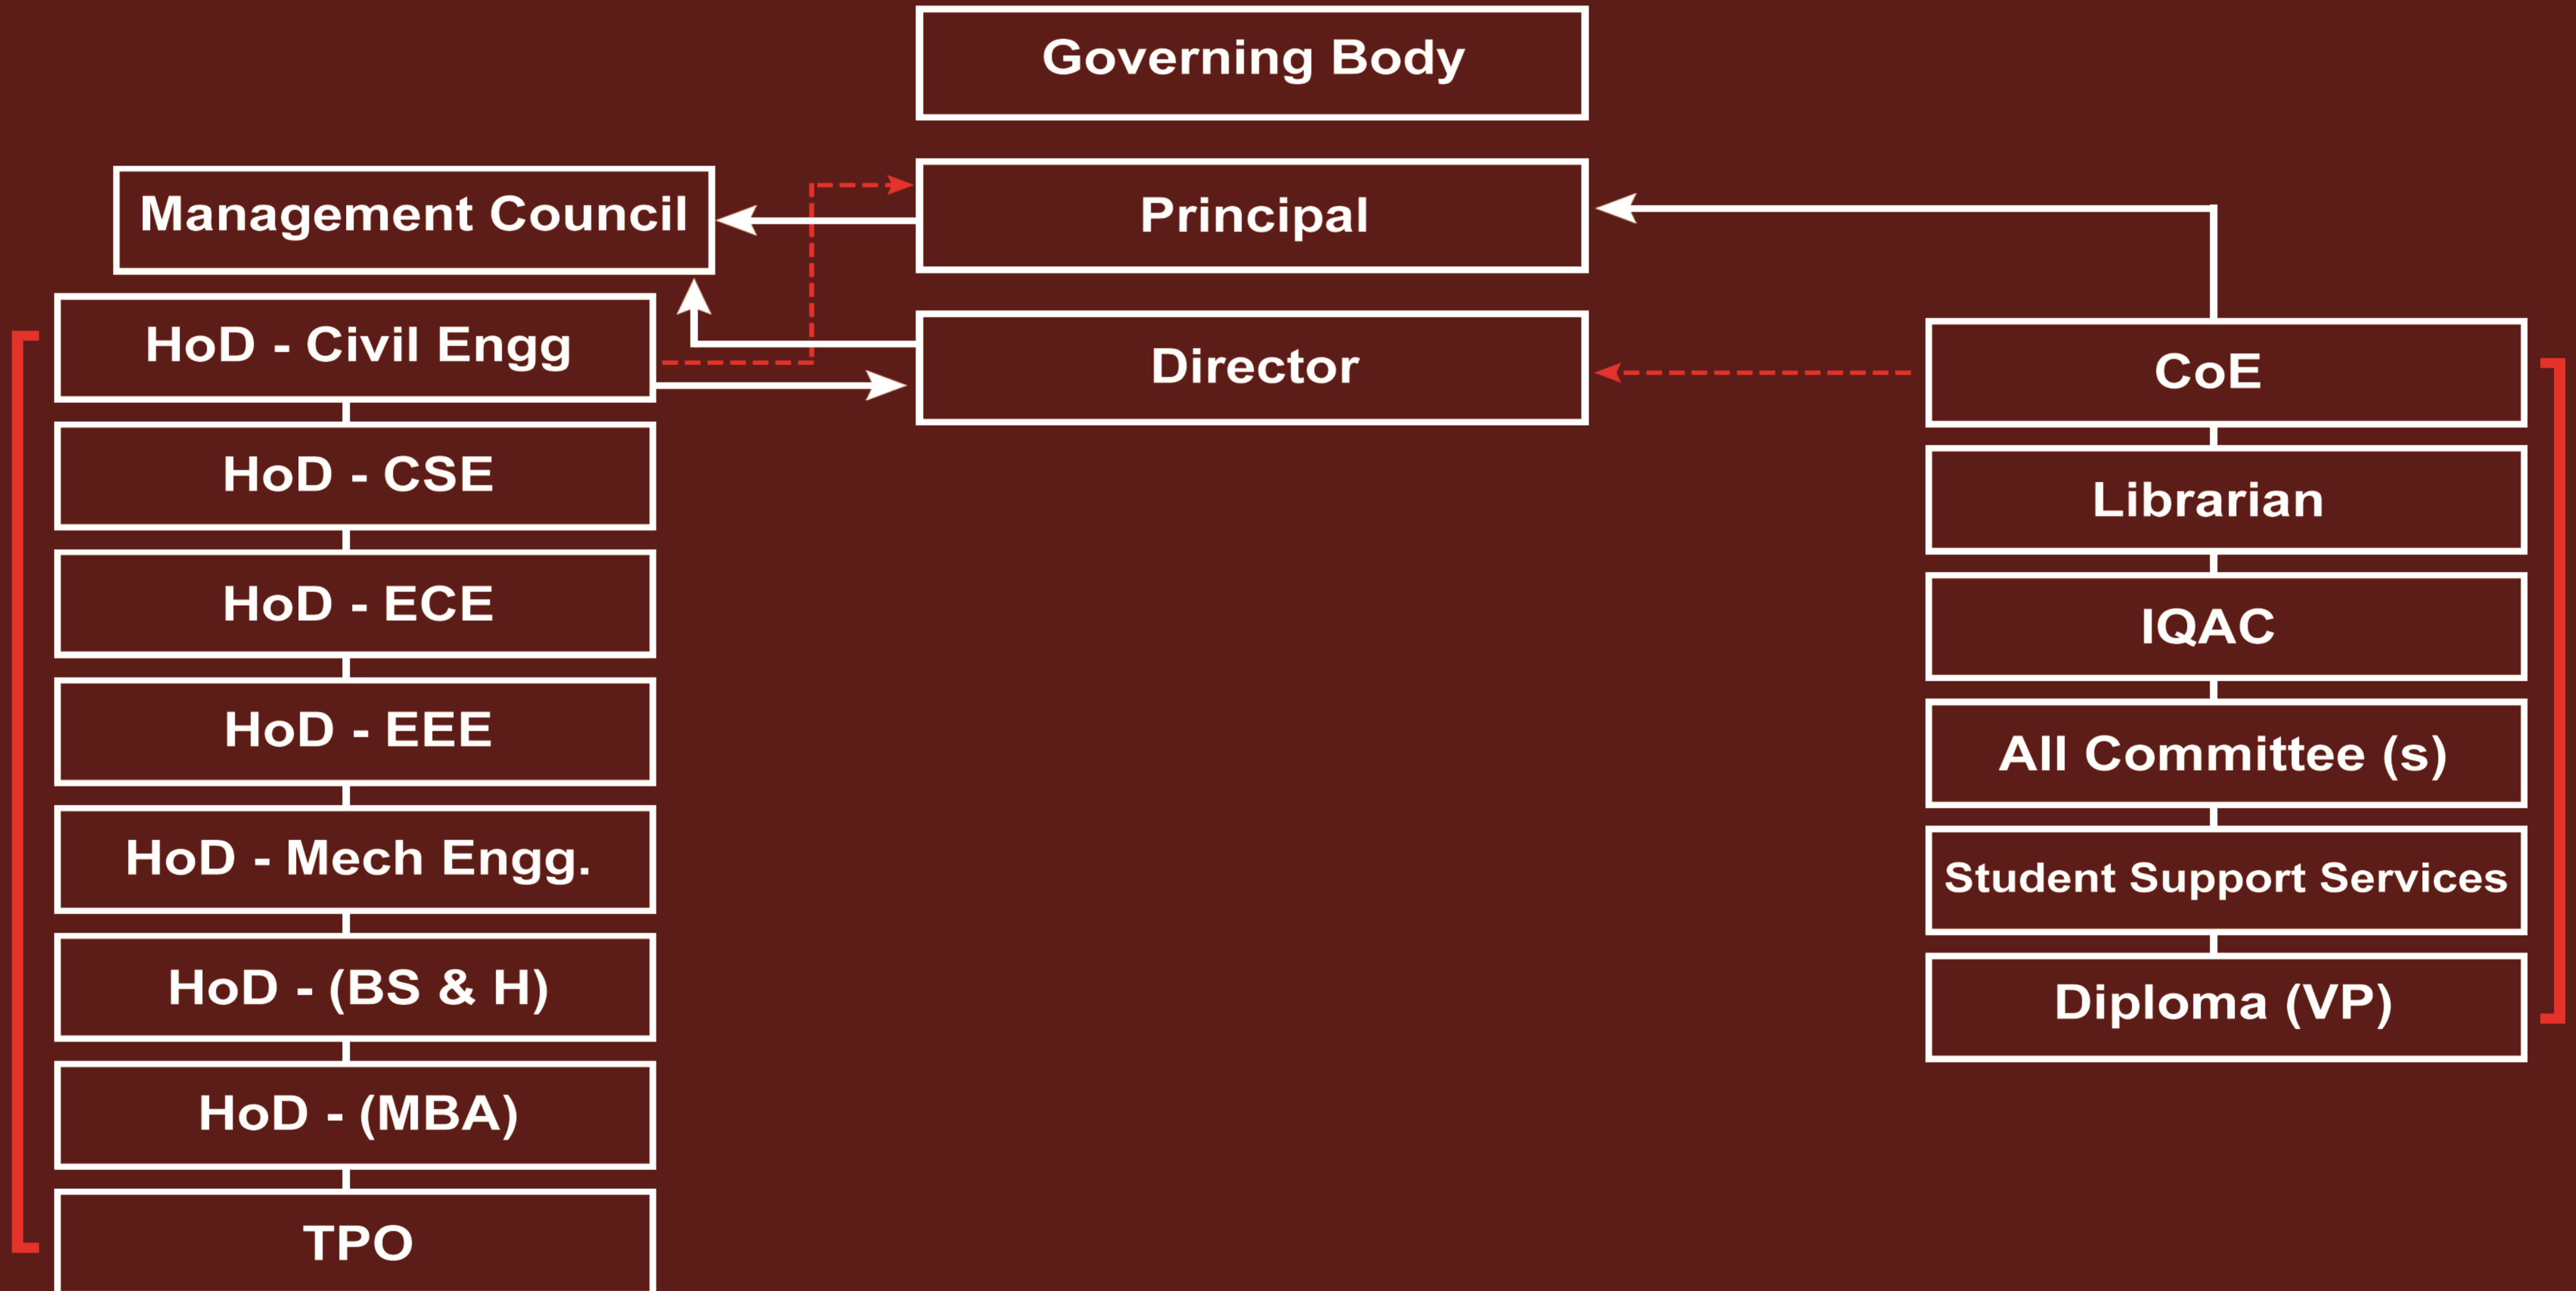 Governing Body
Management Council
Principal
Director
HoD - Civil Engg
HoD - CSE
HoD - ECE
HoD - EEE
HoD - Mech Engg.
HoD - (BS & H)
HoD - (MBA)
TPO
CoE
Librarian
IQAC
All Committee (s)
Student Support Services
Diploma (VP)